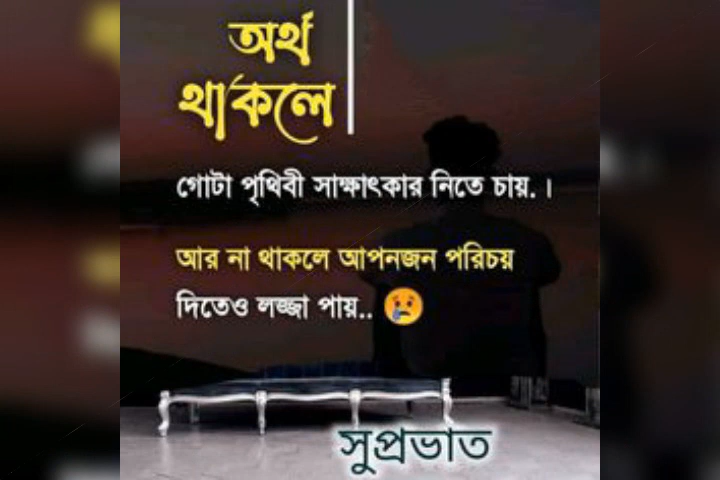 অর্থ
থাকলে
গোটা পৃথিবী সাক্ষাৎকার নিতে চায়.।
আর না থাকলে আপনজন পরিচয়
দিতেও লজ্জা পায়.. 😢
সুপ্রভাত